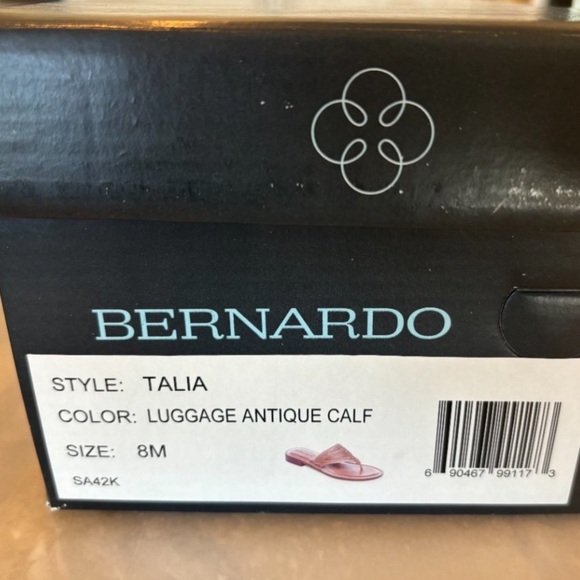 BERNARDO
STYLE: TALIA
COLOR: LUGGAGE ANTIQUE CALF
SIZE: 8M
SA42K
6 90467 99117 3